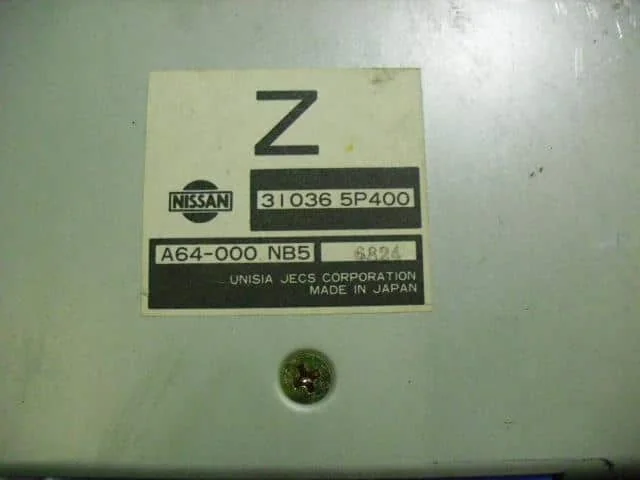 Z
NISSAN
31036 5P400
A64-000 NB5 6824
UNISIA JECS CORPORATION
MADE IN JAPAN